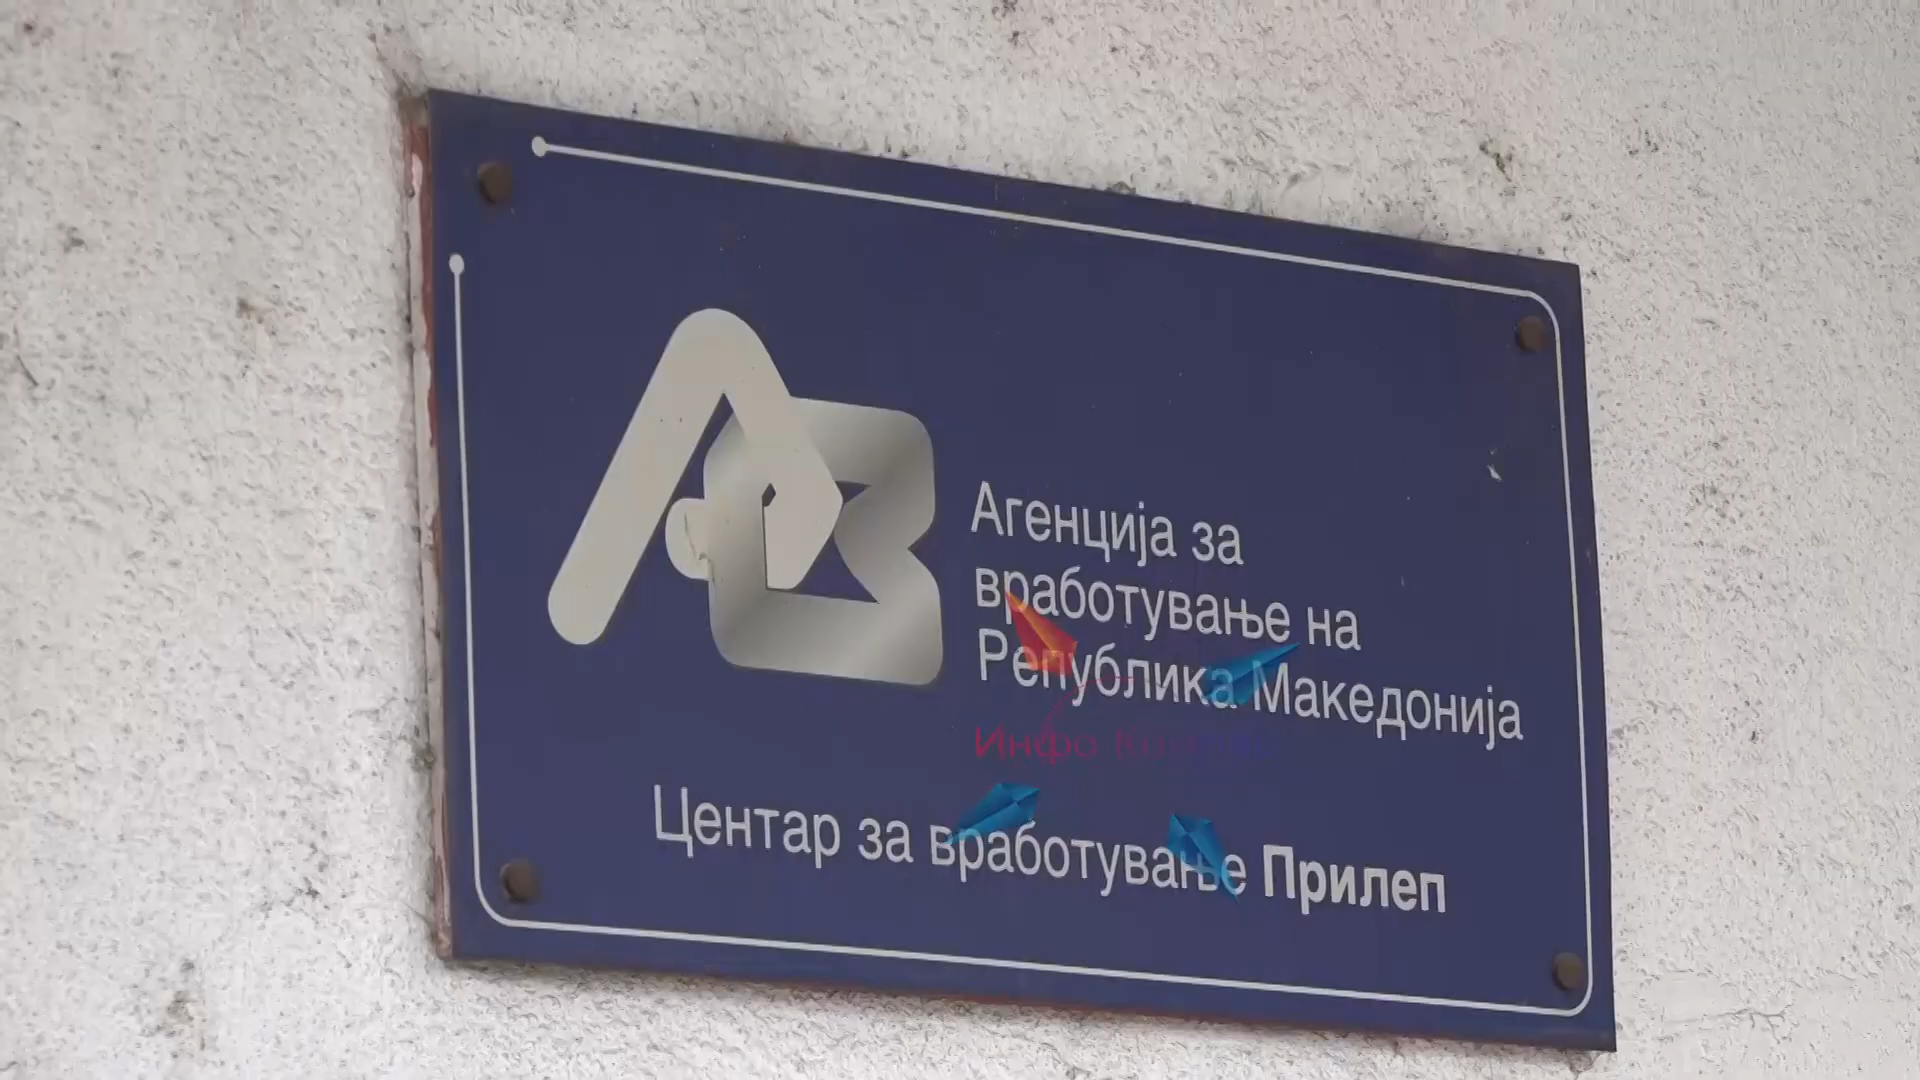 Агенција за
вработување на
Република Македонија
Инфо
Центар за вработување Прилеп